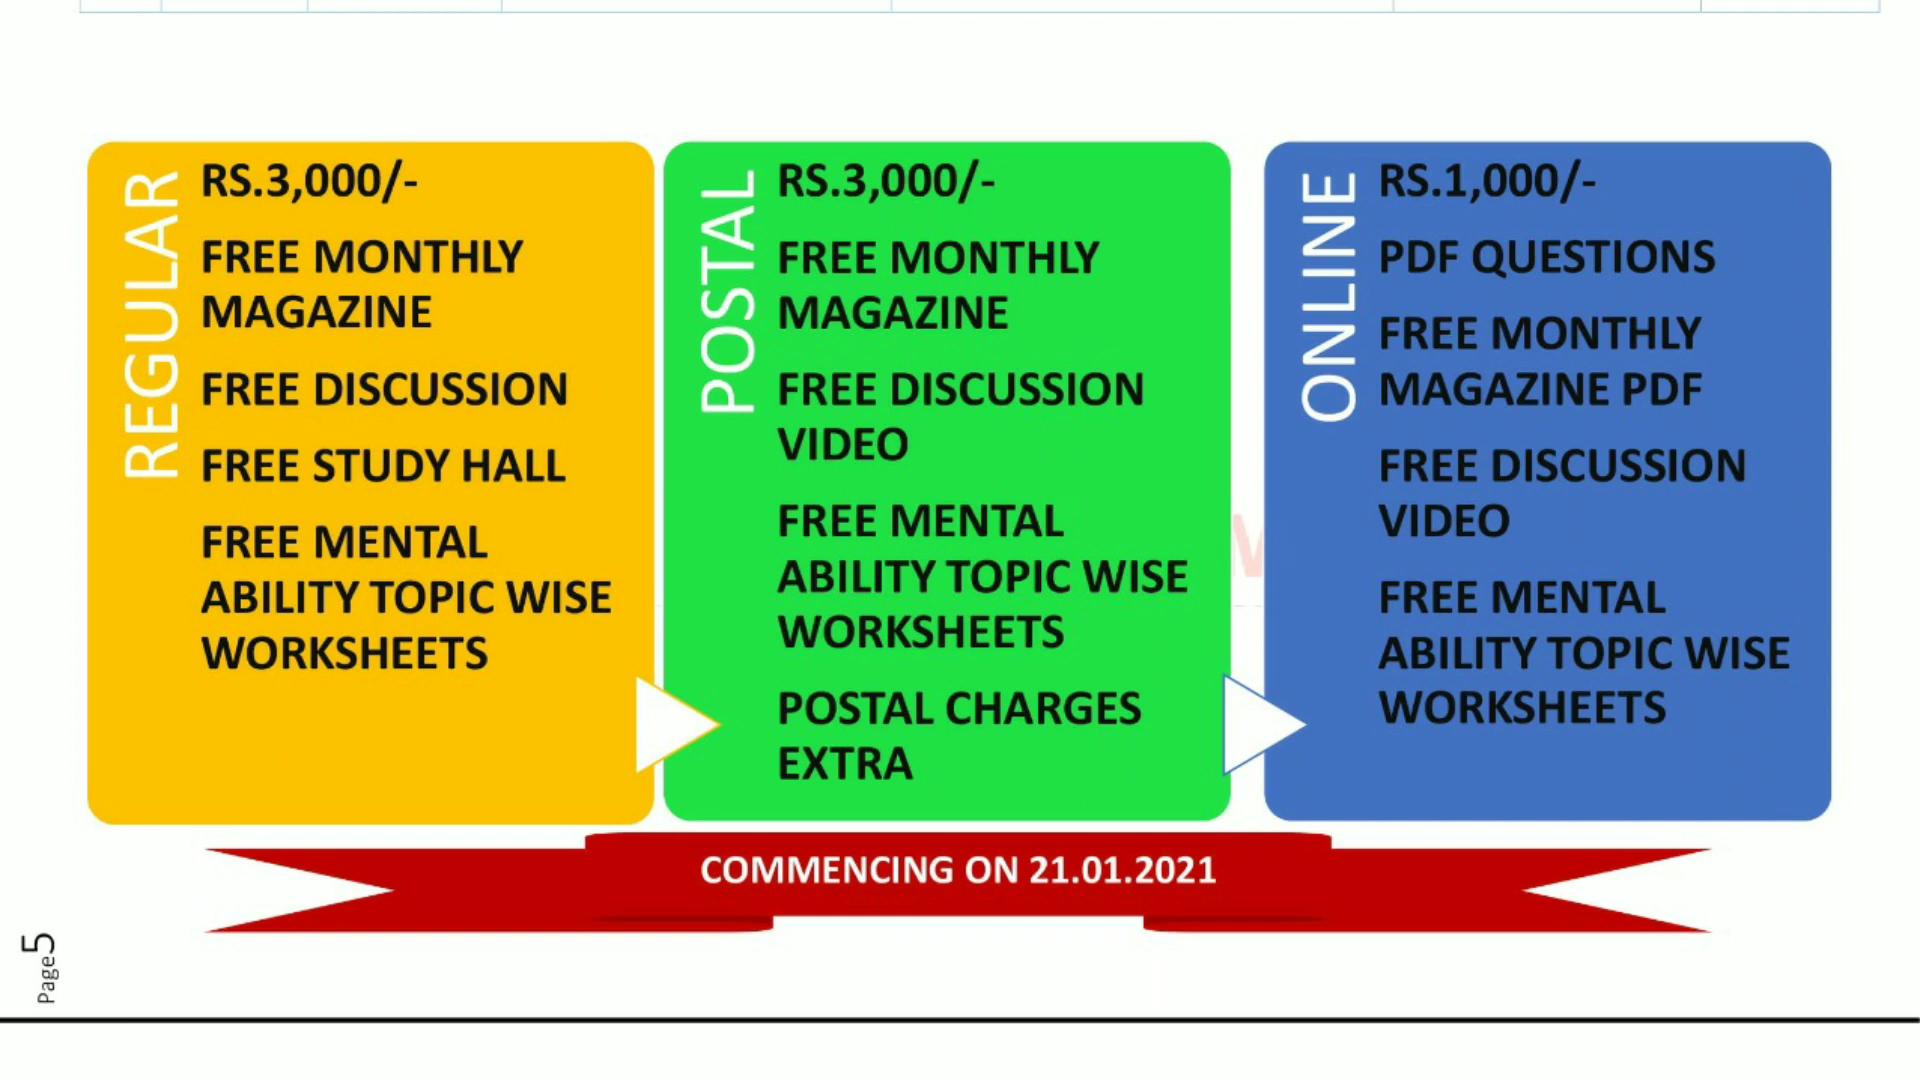 REGULAR
RS.3,000/-
FREE MONTHLY
MAGAZINE
FREE DISCUSSION
FREE STUDY HALL
FREE MENTAL
ABILITY TOPIC WISE
WORKSHEETS
POSTAL
RS.3,000/-
FREE MONTHLY
MAGAZINE
FREE DISCUSSION
VIDEO
FREE MENTAL
ABILITY TOPIC WISE
WORKSHEETS
POSTAL CHARGES
EXTRA
ONLINE
RS.1,000/-
PDF QUESTIONS
FREE MONTHLY
MAGAZINE PDF
FREE DISCUSSION
VIDEO
FREE MENTAL
ABILITY TOPIC WISE
WORKSHEETS
COMMENCING ON 21.01.2021
Page5